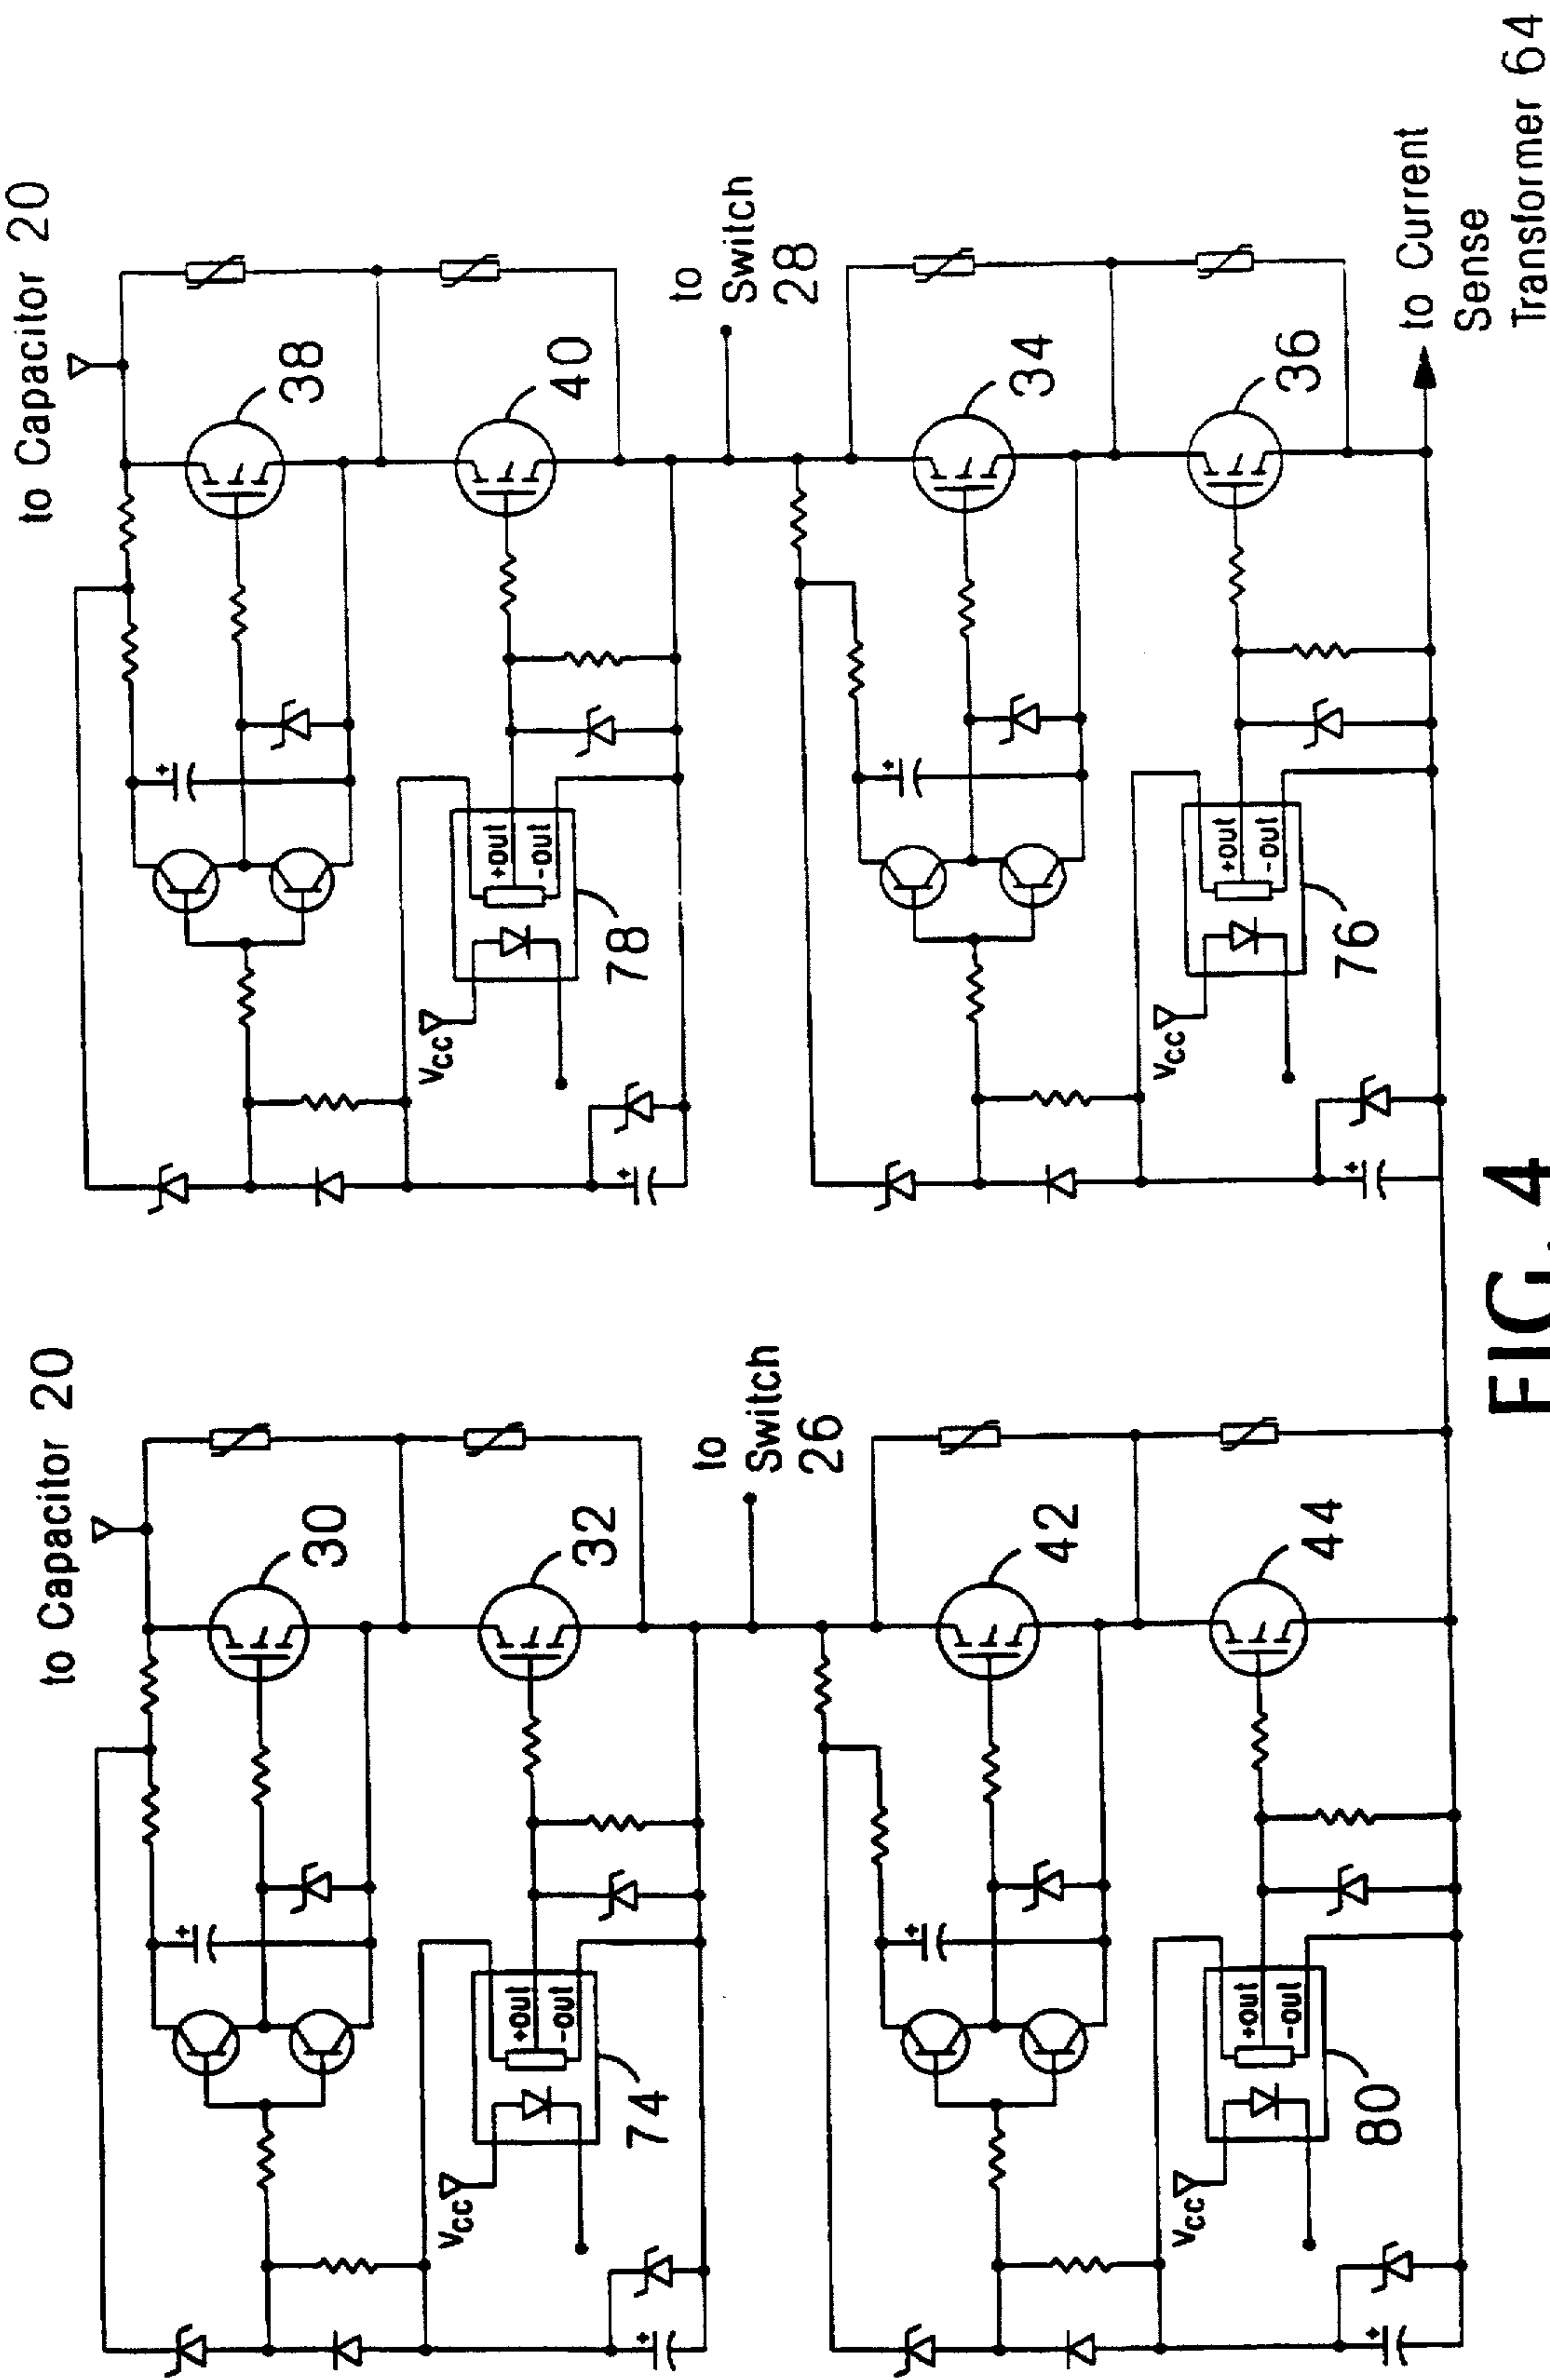 to Capacitor 20
38
40
+out
-out
78
Vcc
to
Switch
28
34
36
+out
-out
76
Vcc
to Current
Sense
Transformer 64
to Capacitor 20
30
32
+out
-out
74
Vcc
to
Switch
26
42
44
+out
-out
80
Vcc
FIG. 4